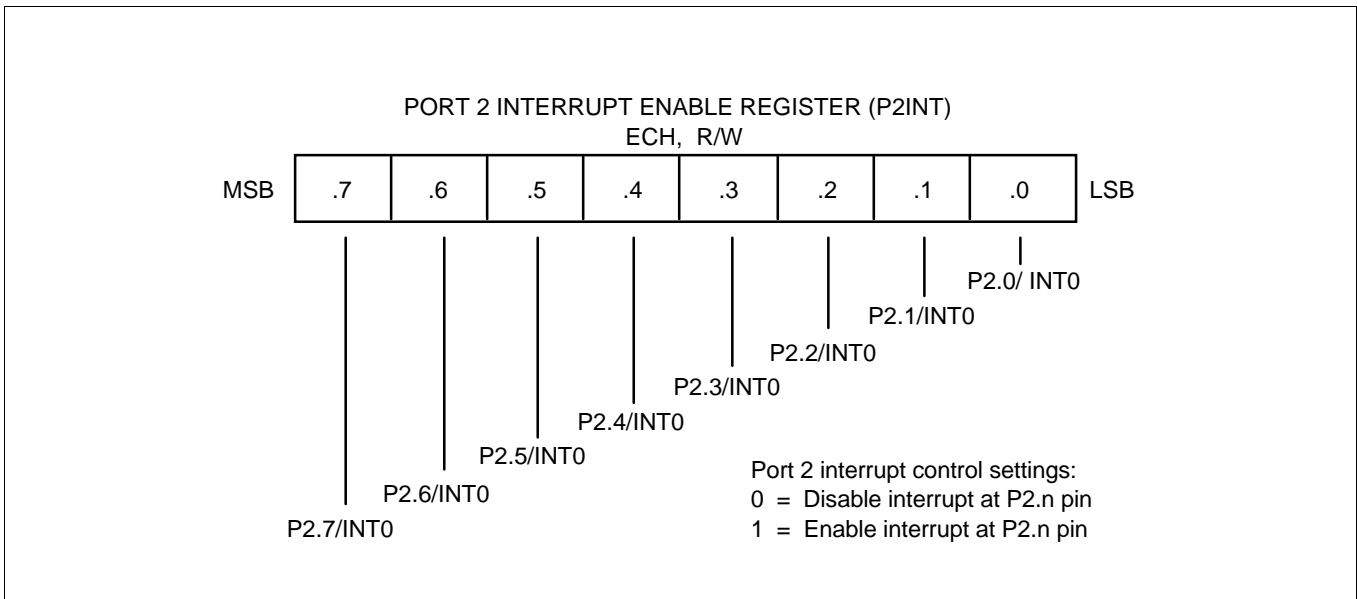 PORT 2 INTERRUPT ENABLE REGISTER (P2INT)
ECH, R/W
MSB .7 .6 .5 .4 .3 .2 .1 .0 LSB
P2.0/ INT0
P2.1/INT0
P2.2/INT0
P2.3/INT0
P2.4/INT0
P2.5/INT0
P2.6/INT0
P2.7/INT0
Port 2 interrupt control settings:
0 = Disable interrupt at P2.n pin
1 = Enable interrupt at P2.n pin